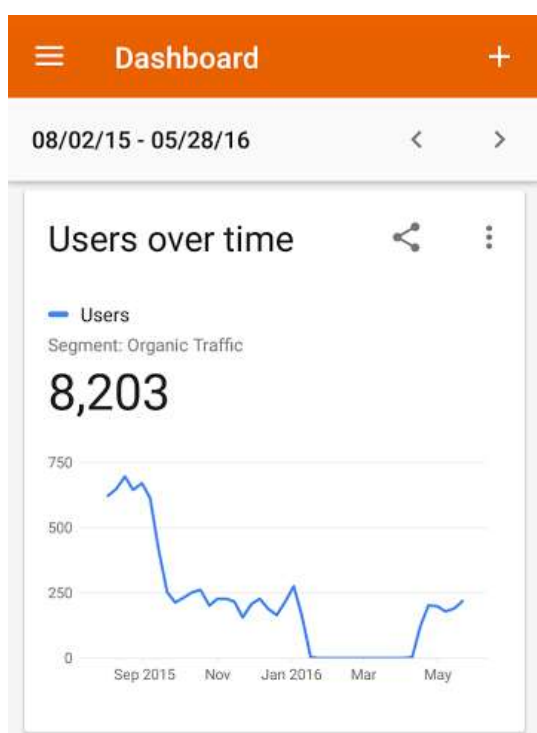 Dashboard
08/02/15 - 05/28/16
Users over time
Users
Segment: Organic Traffic
8,203
750
500
250
0
Sep 2015 Nov Jan 2016 Mar May